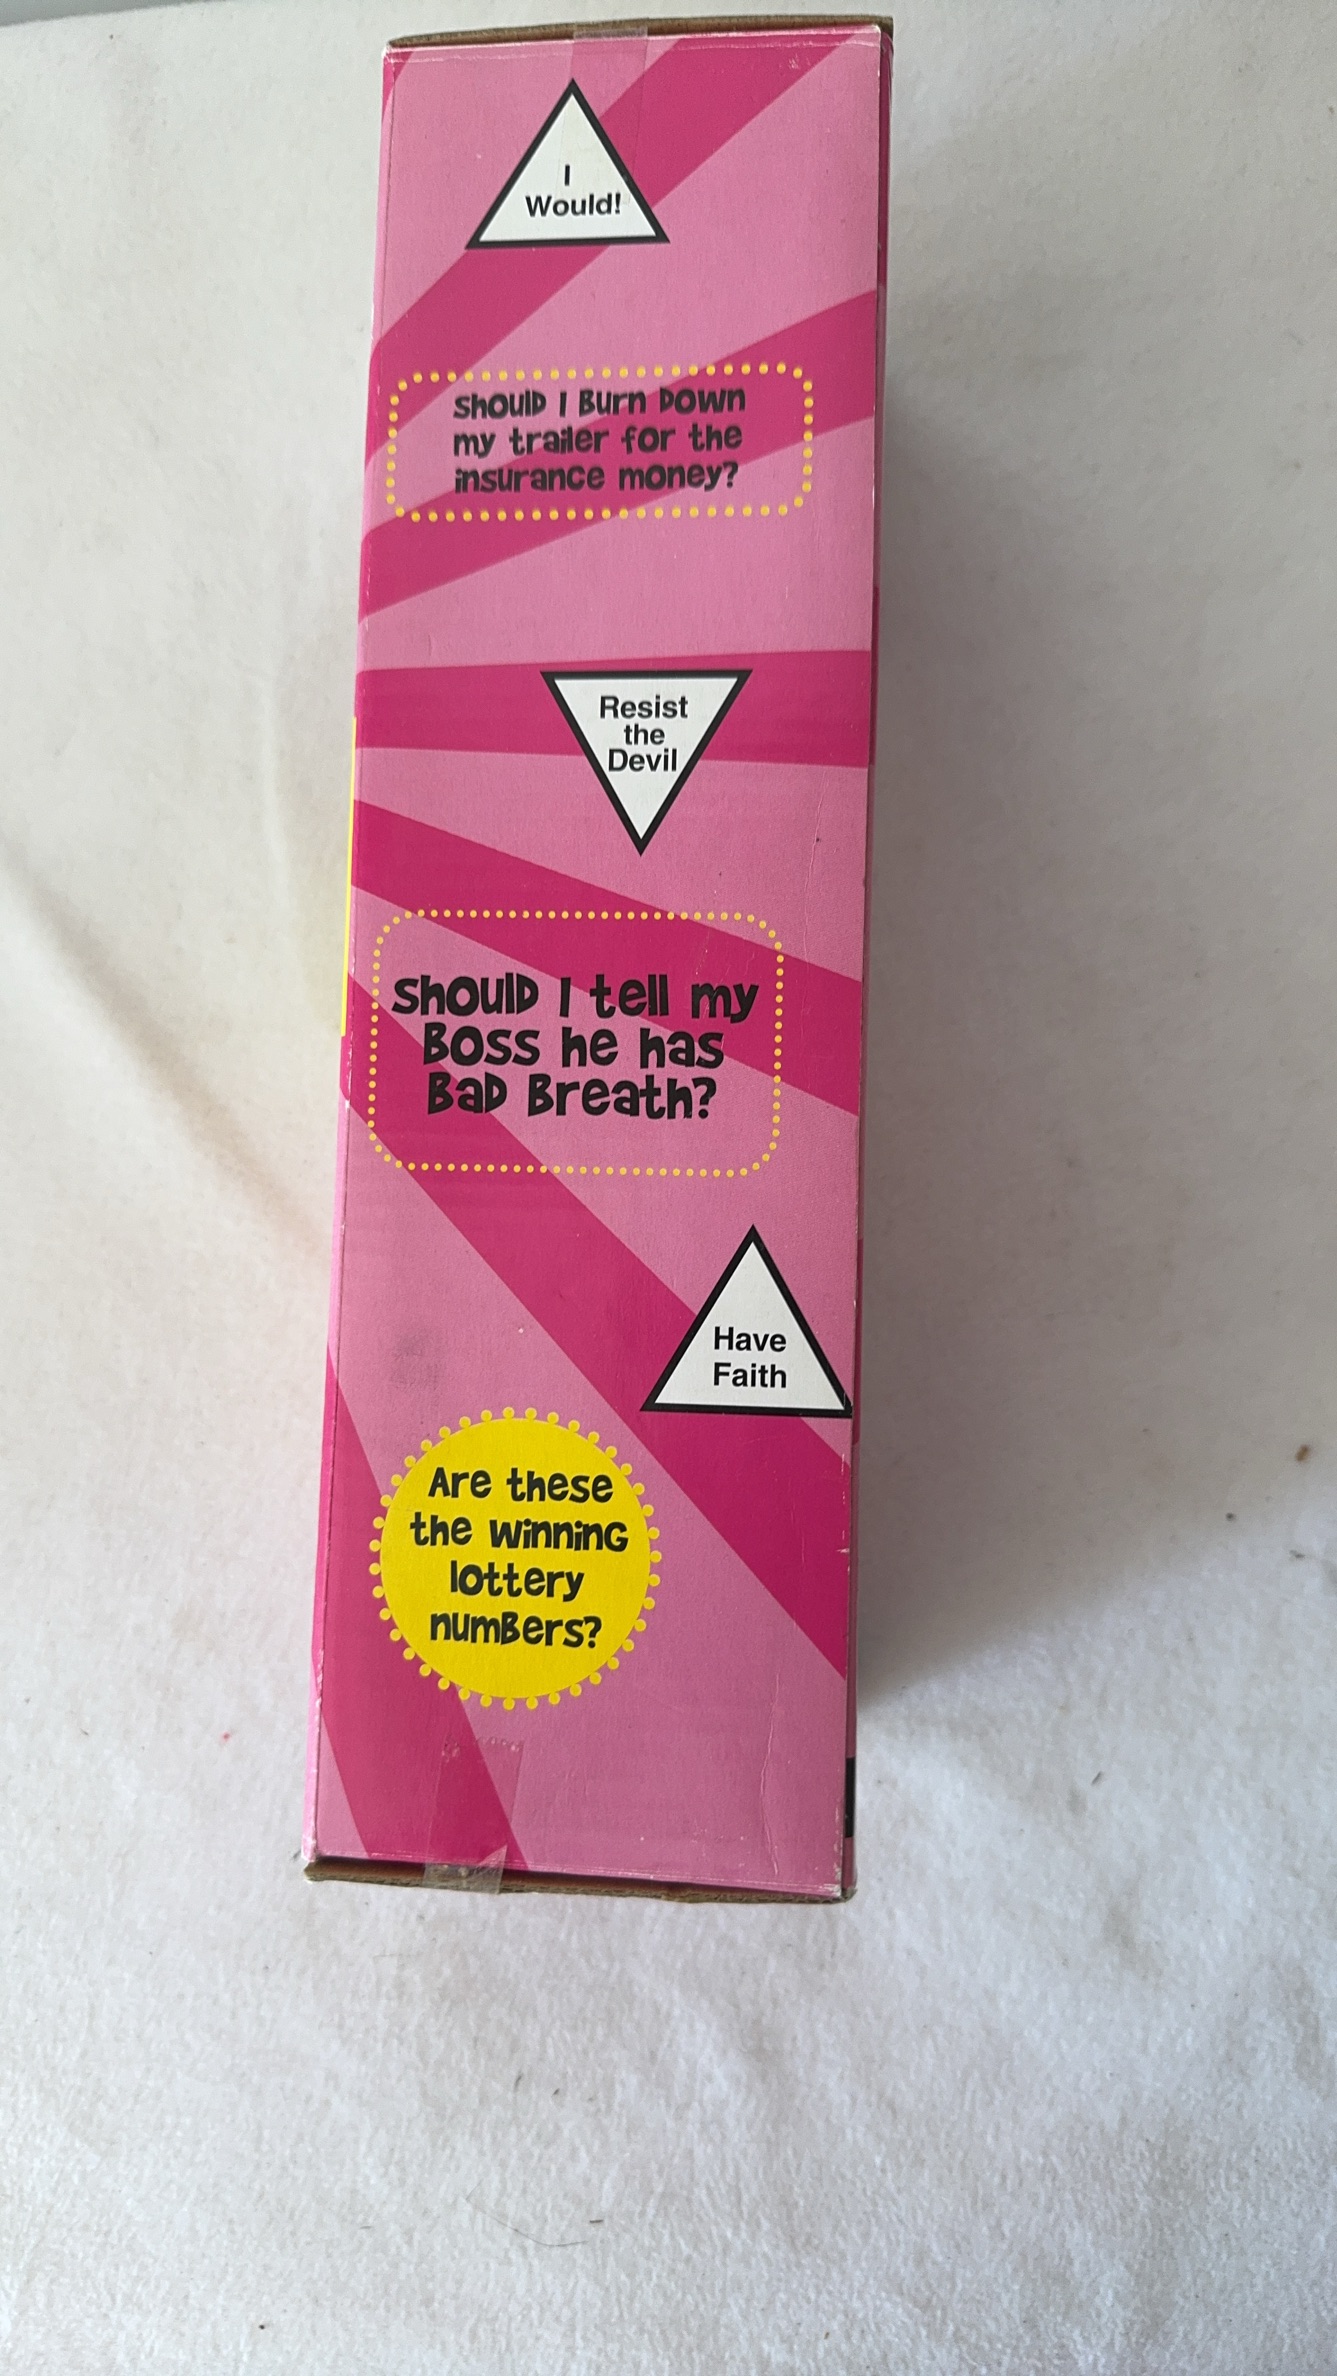 I
Would!
Should I Burn Down
my trailer for the
insurance money?
Resist
the
Devil
Should I tell my
Boss he has
Bad Breath?
Have
Faith
Are these
the winning
lottery
numbers?